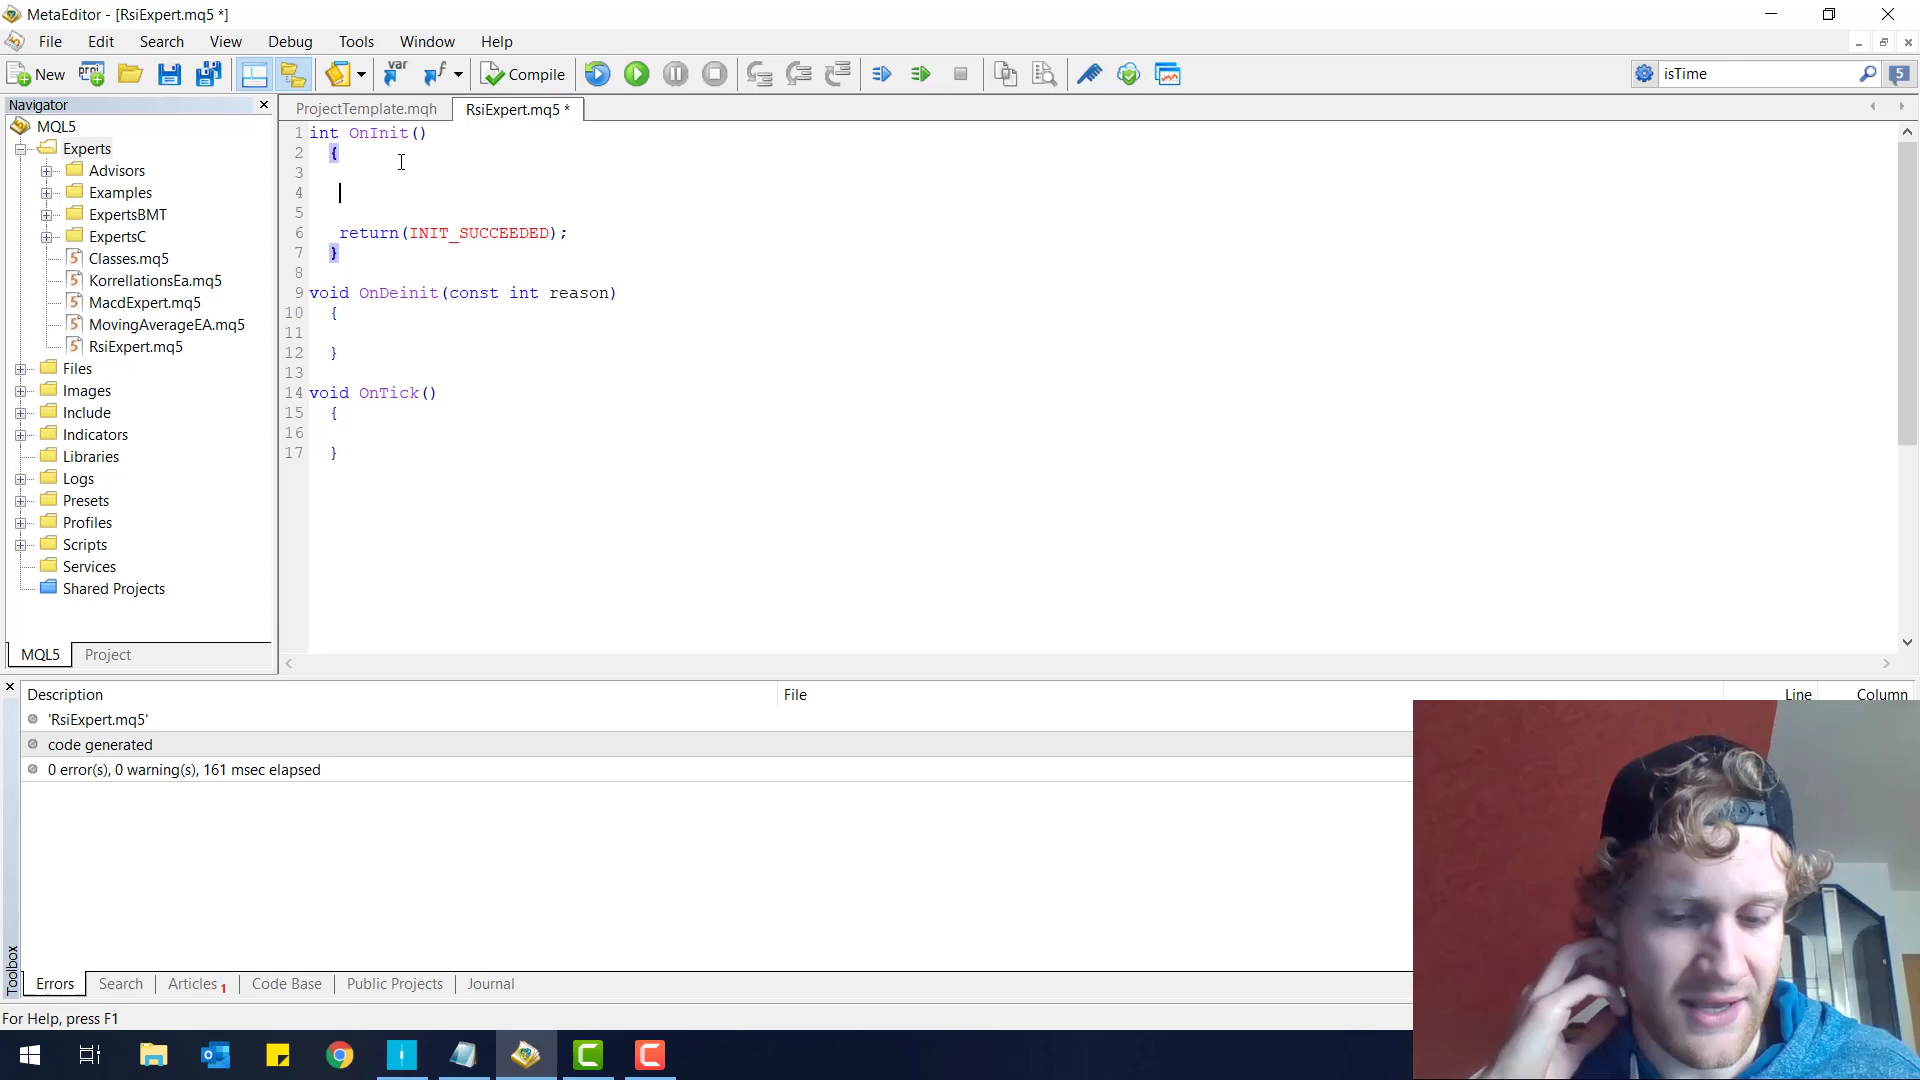 MetaEditor - [RsiExpert.mq5 *]
File Edit Search View Debug Tools Window Help
New Compile isTime 5
Navigator
ProjectTemplate.mqh RsiExpert.mq5 *
MQL5
Experts
Advisors
Examples
ExpertsBMT
ExpertsC
Classes.mq5
KorrellationsEa.mq5
MacdExpert.mq5
MovingAverageEA.mq5
RsiExpert.mq5
Files
Images
Include
Indicators
Libraries
Logs
Presets
Profiles
Scripts
Services
Shared Projects
MQL5 Project
1 int OnInit()
2 {
3
4
5
6 return(INIT_SUCCEEDED);
7 }
8
9 void OnDeinit(const int reason)
10 {
11
12 }
13
14 void OnTick()
15 {
16
17 }
Description File Line Column
'RsiExpert.mq5'
code generated
0 error(s), 0 warning(s), 161 msec elapsed
Toolbox
Errors Search Articles 1 Code Base Public Projects Journal
For Help, press F1